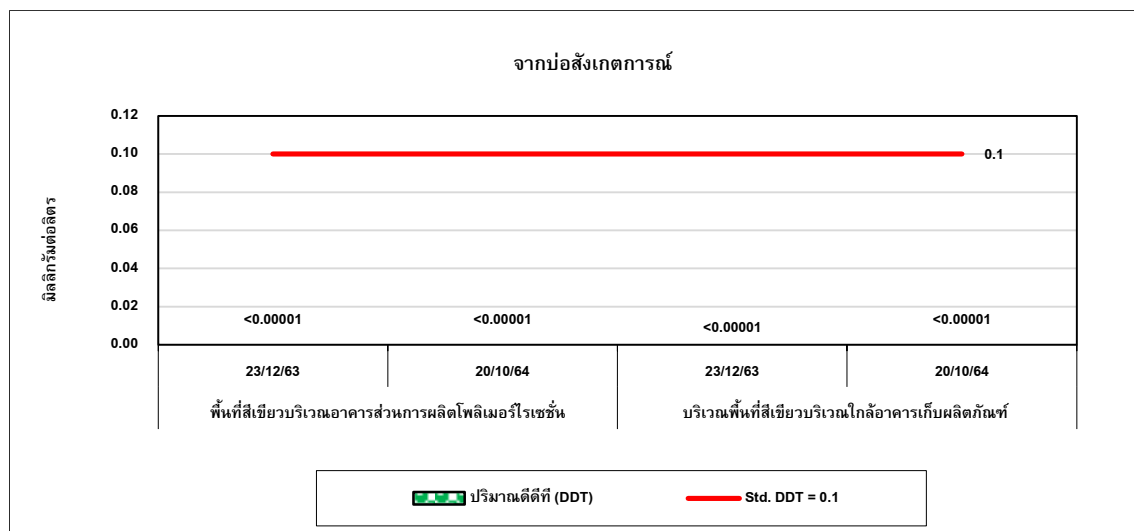 จากบ่อสังเกตการณ์
มิลลิกรัมต่อลิตร
0.12
0.10
0.08
0.06
0.04
0.02
0.00
0.1
<0.00001
<0.00001
<0.00001
<0.00001
23/12/63
20/10/64
23/12/63
20/10/64
พื้นที่สีเขียวบริเวณอาคารส่วนการผลิตโพลิเมอร์ไรเซชั่น
บริเวณพื้นที่สีเขียวบริเวณใกล้อาคารเก็บผลิตภัณฑ์
ปริมาณดีดีที (DDT)
Std. DDT = 0.1